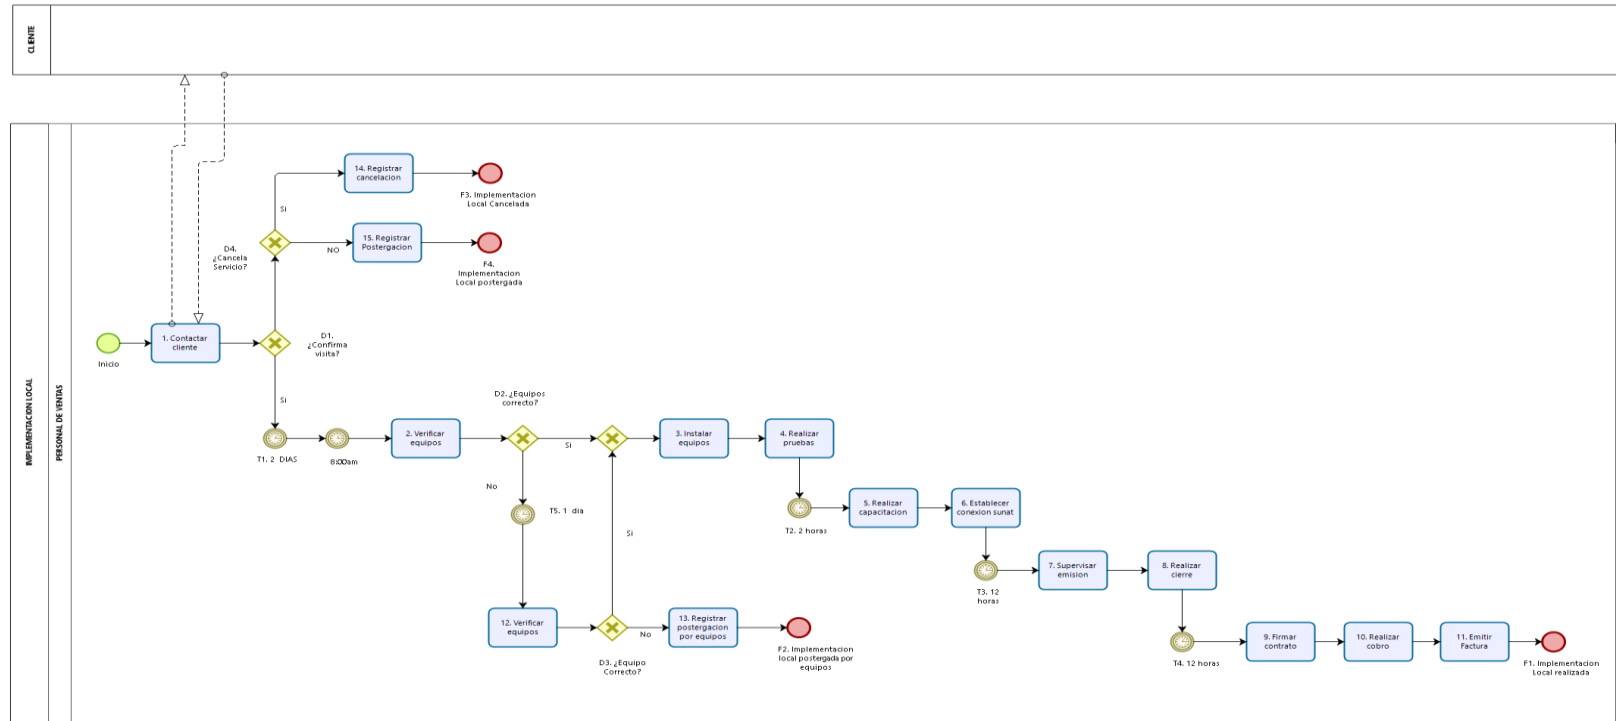 CLIENTE
IMPLEMENTACION LOCAL
PERSONAL DE VENTAS
14. Registrar
cancelacion
F3. Implementacion
Local Cancelada
Si
D4.
¿Cancela
Servicio?
NO
15. Registrar
Postergacion
F4.
Implementacion
Local postergada
Inicio
1. Contactar
cliente
D1.
¿Confirma
visita?
Si
T1. 2 DIAS
8:00am
2. Verificar
equipos
D2. ¿Equipos
correcto?
Si
No
T5. 1 dia
3. Instalar
equipos
4. Realizar
pruebas
T2. 2 horas
5. Realizar
capacitacion
6. Establecer
conexion sunat
Si
T3. 12
horas
7. Supervisar
emision
8. Realizar
cierre
12. Verificar
equipos
D3. ¿Equipo
Correcto?
No
13. Registrar
postergacion
por equipos
F2. Implementacion
local postergada por
equipos
T4. 12 horas
9. Firmar
contrato
10. Realizar
cobro
11. Emitir
Factura
F1. Implementacion
Local realizada